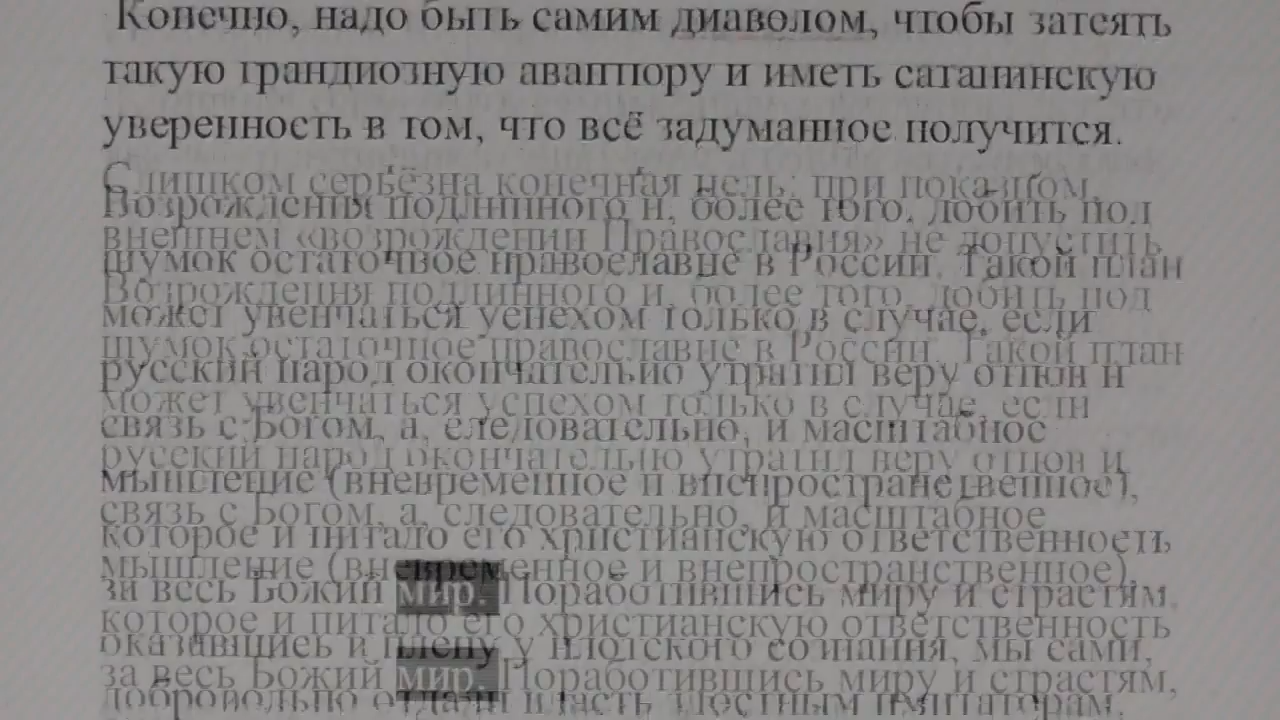 Конечно, надо быть самим диаволом, чтобы затеять
такую грандиозную авантюру и иметь сатанинскую
уверенность в том, что всё задуманное получится.
Слишком серьёзна конечная цель: при показном,
Возрождения подлинного и, более того, добить под
внешнем «возрождении Православия» не допустить
шумок остаточное православие в России. Такой план
Возрождения подлинного и, более того, добить под
может увенчаться успехом только в случае, если
шумок остаточное православие в России. Такой план
русский народ окончательно утратил веру отцов и
может увенчаться успехом только в случае, если
связь с Богом, а, следовательно, и масштабное
русский народ окончательно утратил веру отцов и
мышление (вневременное и внепространственное),
связь с Богом, а, следовательно, и масштабное
которое и питало его христианскую ответственность
мышление (вневременное и внепространственное),
за весь Божий мир. Поработившись миру и страстям,
которое и питало его христианскую ответственность
оказавшись в плену у плотского сознания, мы сами,
за весь Божий мир. Поработившись миру и страстям,
добровольно отдали власть злостным имитаторам.